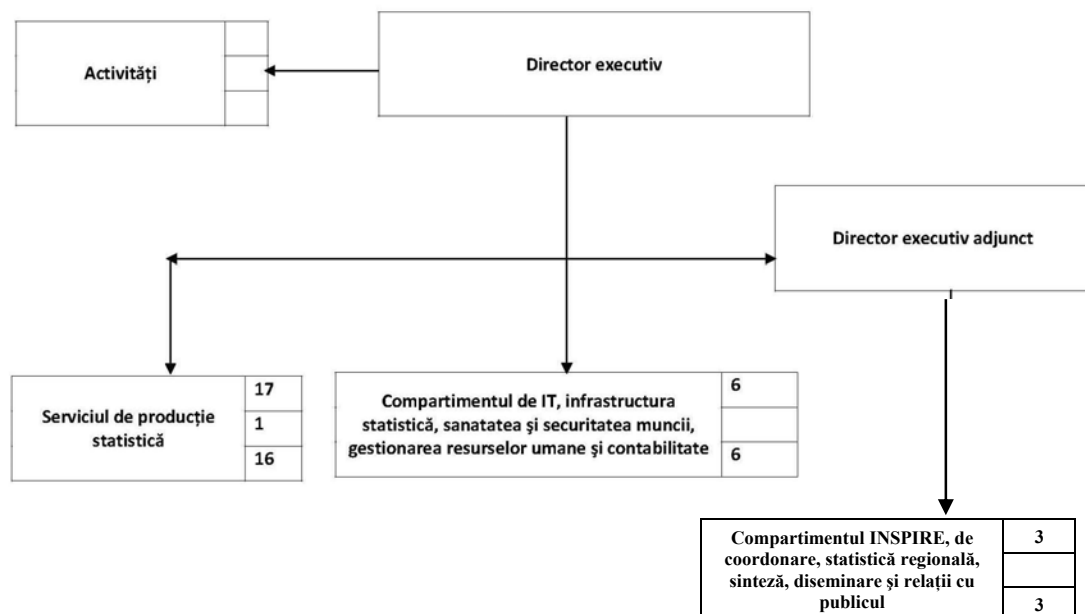 Activități
Director executiv
Director executiv adjunct
Serviciul de producție
statistică
17
1
16
Compartimentul de IT, infrastructura
statistică, sanatatea și securitatea muncii,
gestionarea resurselor umane și contabilitate
6
6
Compartimentul INSPIRE, de
coordonare, statistică regională,
sinteză, diseminare şi relații cu
publicul
3
3